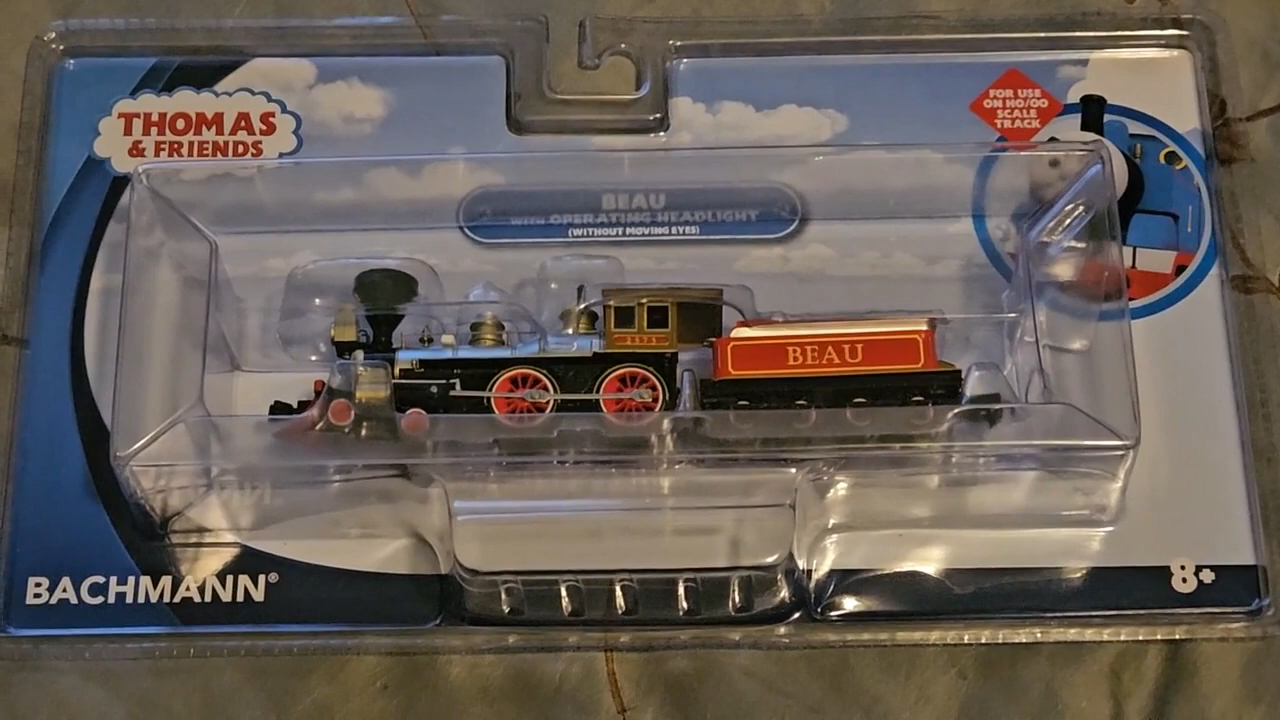 THOMAS
& FRIENDS
FOR USE
ON HO/OO
SCALE
TRACK
BEAU
WITH OPERATING HEADLIGHT
(WITHOUT MOVING EYES)
BEAU
BACHMANN®
8+